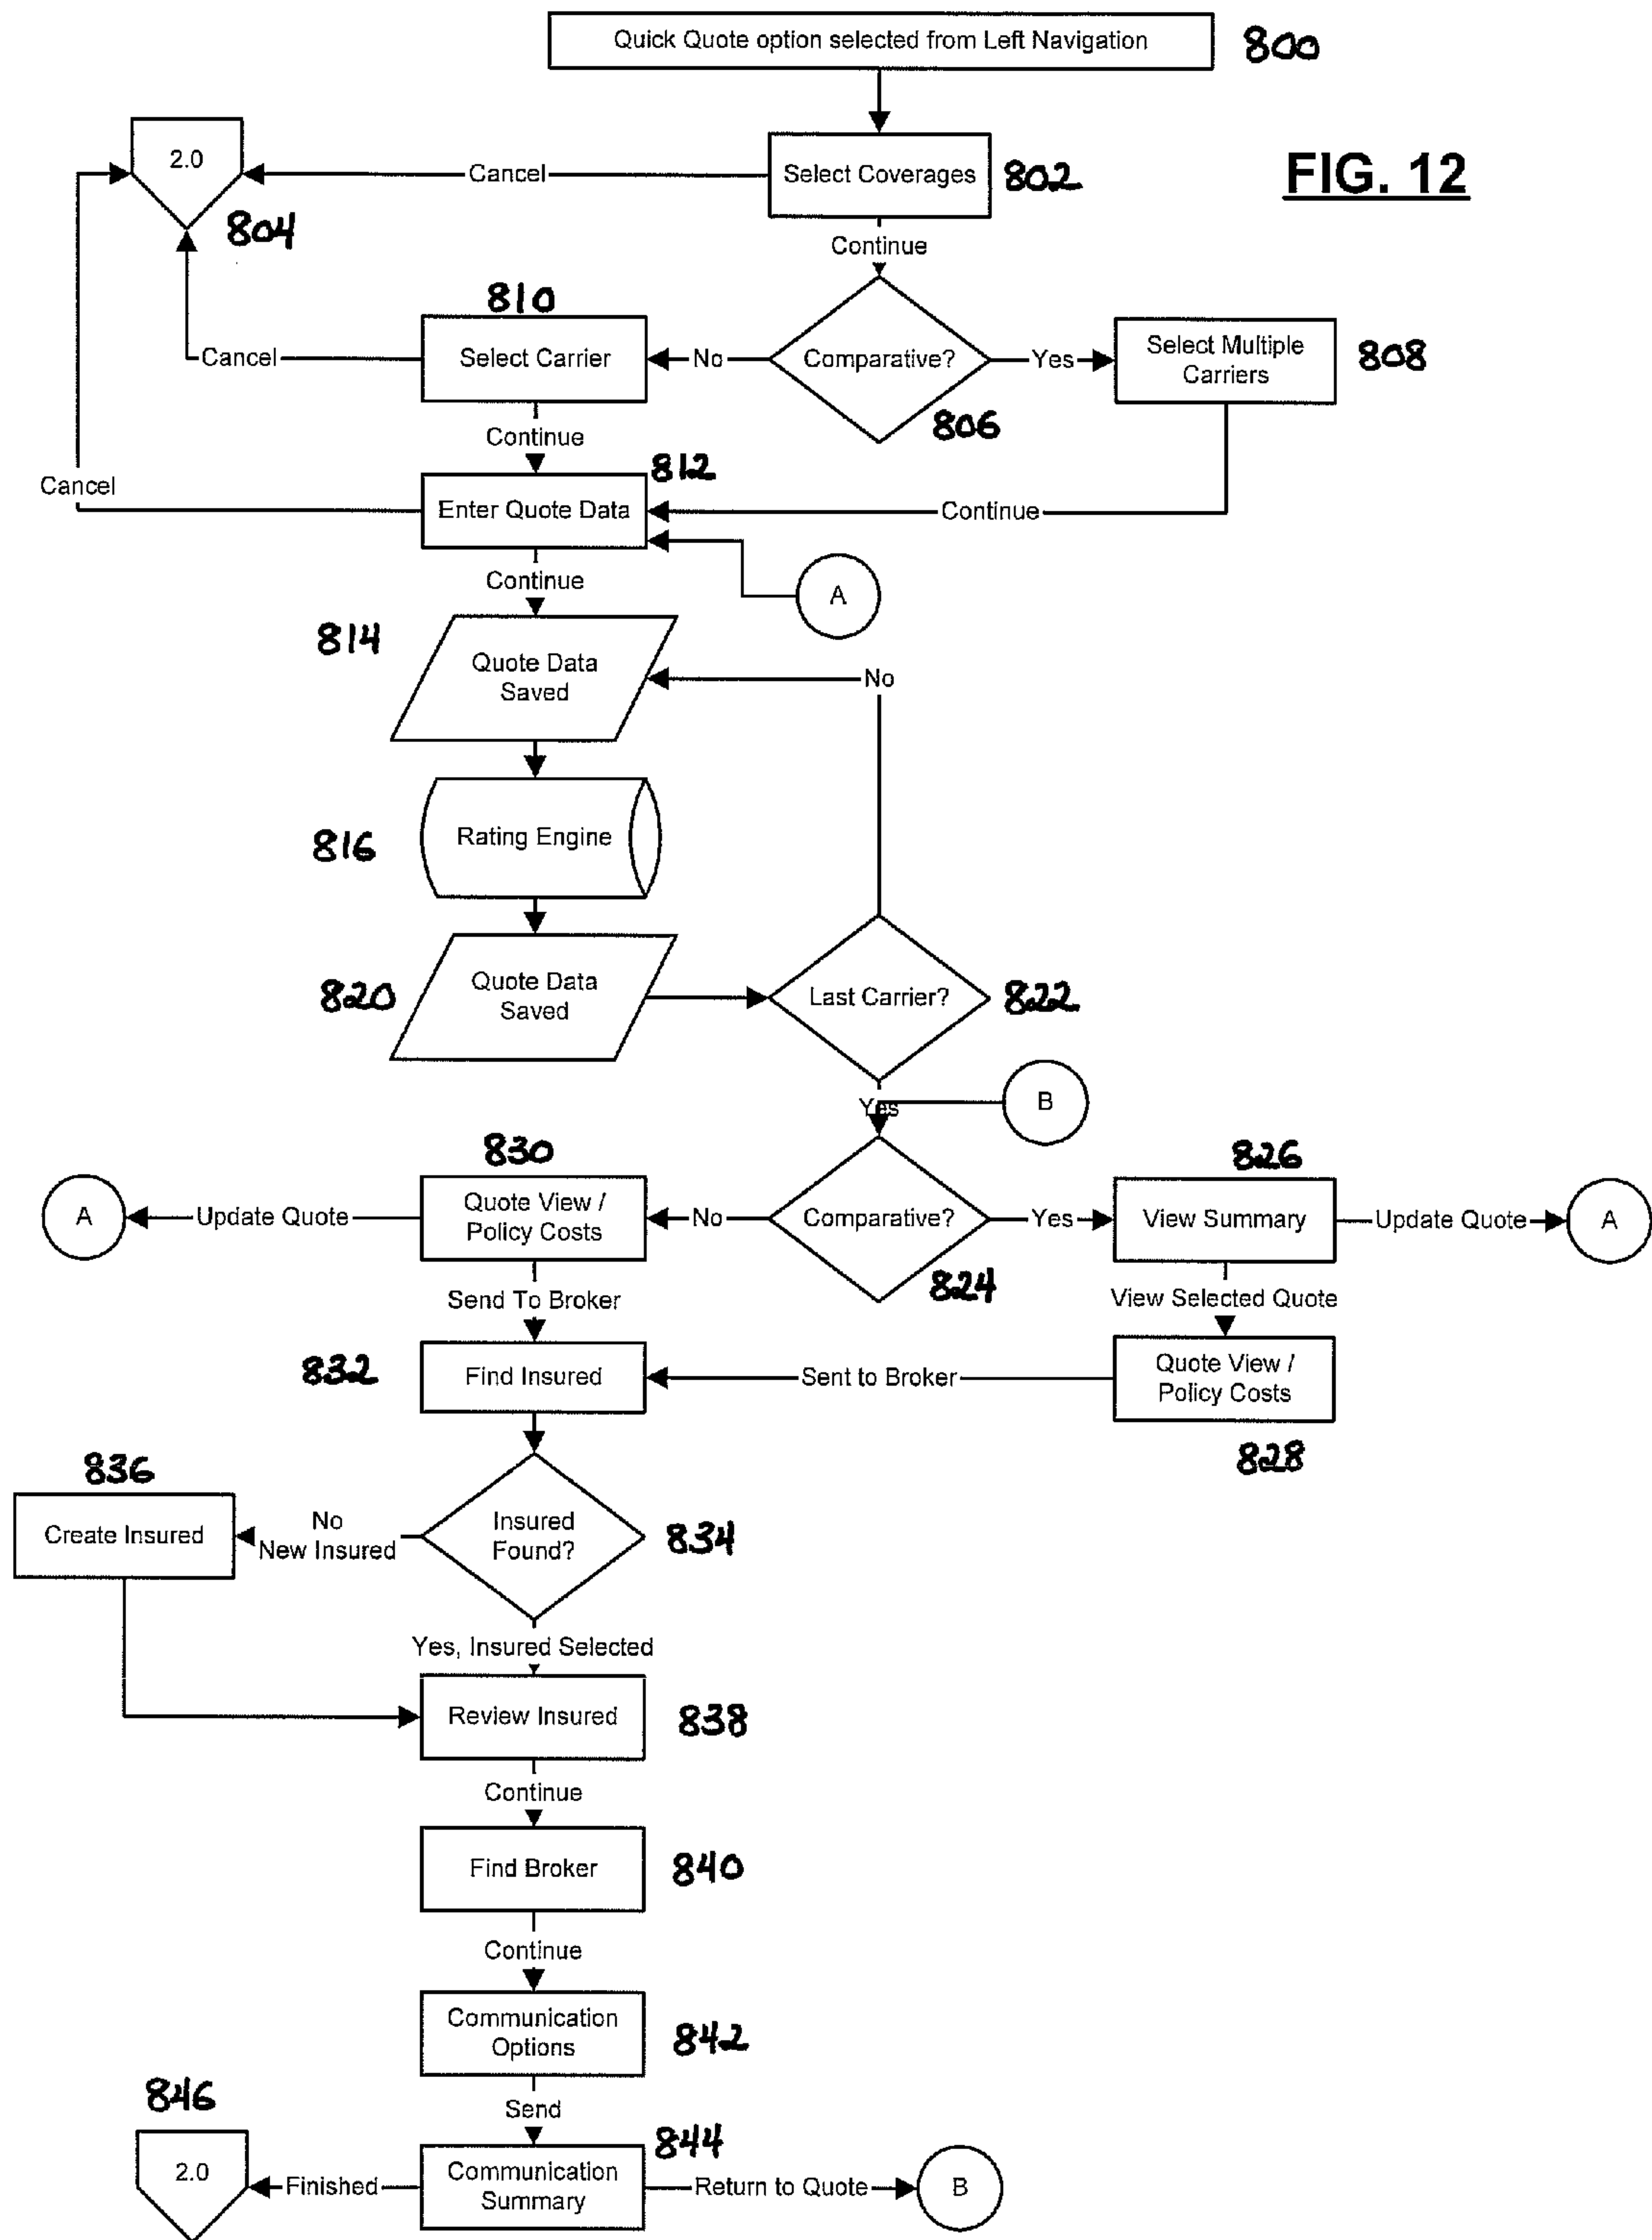 Quick Quote option selected from Left Navigation
800
2.0
804
Cancel
Select Coverages
802
FIG. 12
Continue
810
Cancel
Select Carrier
No
Comparative?
806
Yes
Select Multiple
Carriers
808
Continue
812
Cancel
Enter Quote Data
Continue
Continue
A
814
Quote Data
Saved
No
816
Rating Engine
820
Quote Data
Saved
Last Carrier?
822
Yes
B
830
826
A
Update Quote
Quote View /
Policy Costs
No
Comparative?
824
Yes
View Summary
Update Quote
A
Send To Broker
View Selected Quote
832
Find Insured
Sent to Broker
Quote View /
Policy Costs
828
836
Create Insured
No
New Insured
Insured
Found?
834
Yes, Insured Selected
Review Insured
838
Continue
Find Broker
840
Continue
Communication
Options
842
846
Send
844
2.0
Finished
Communication
Summary
Return to Quote
B